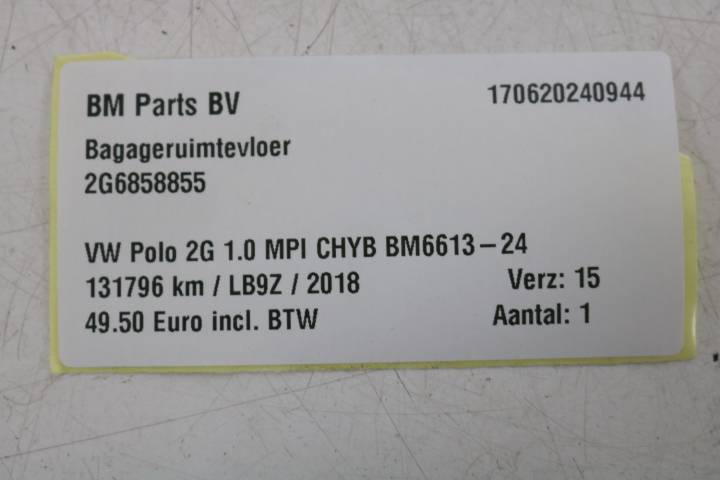 BM Parts BV 170620240944
Bagageruimtevloer
2G6858855
VW Polo 2G 1.0 MPI CHYB BM6613-24
131796 km / LB9Z / 2018 Verz: 15
49.50 Euro incl. BTW Aantal: 1